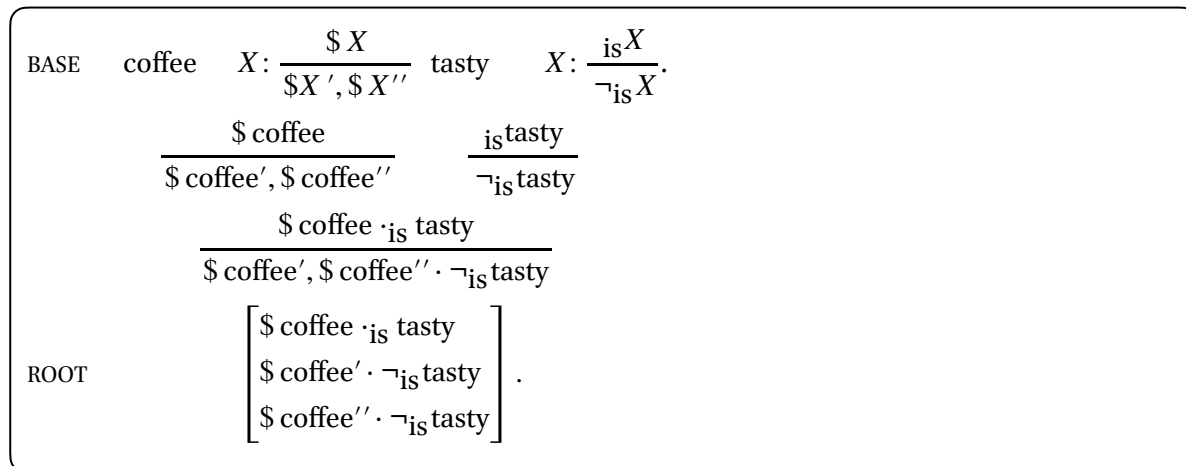 BASE coffee X: $ X tasty X: isX
$X ′, $ X′′ ¬isX.
$ coffee istasty
$ coffee′, $ coffee′′ ¬istasty
$ coffee ·is tasty
$ coffee′, $ coffee′′ · ¬istasty
$ coffee ·is tasty
ROOT $ coffee′ · ¬istasty .
$ coffee′′ · ¬istasty